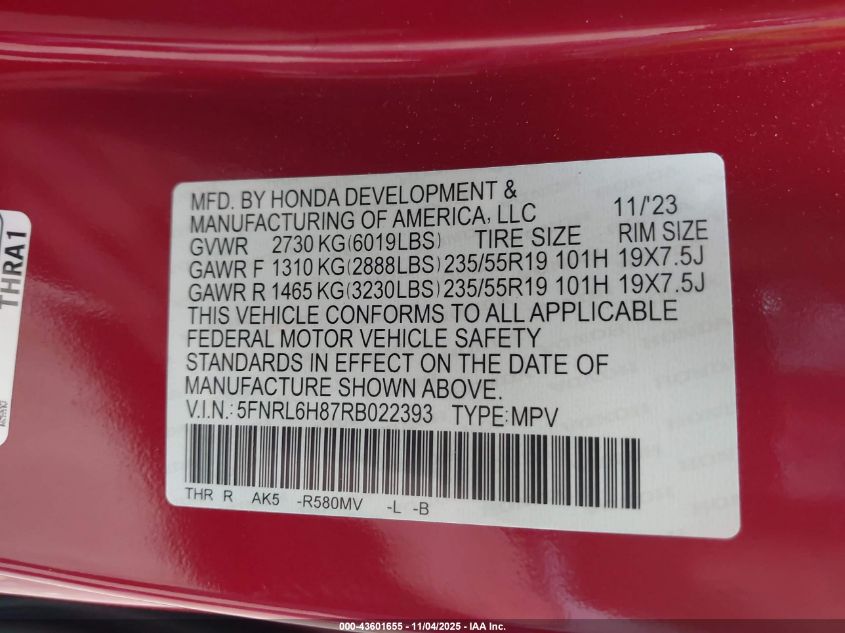 MFD. BY HONDA DEVELOPMENT &
MANUFACTURING OF AMERICA, LLC 11/'23
GVWR 2730 KG(6019LBS) TIRE SIZE RIM SIZE
GAWR F 1310 KG(2888LBS) 235/55R19 101H 19X7.5J
GAWR R 1465 KG(3230LBS) 235/55R19 101H 19X7.5J
THIS VEHICLE CONFORMS TO ALL APPLICABLE
FEDERAL MOTOR VEHICLE SAFETY
STANDARDS IN EFFECT ON THE DATE OF
MANUFACTURE SHOWN ABOVE.
V.I.N.: 5FNRL6H87RB022393 TYPE:MPV
THR R AK5 -R580MV -L -B
THRA1
000-43601655 - 11/04/2025 - IAA Inc.